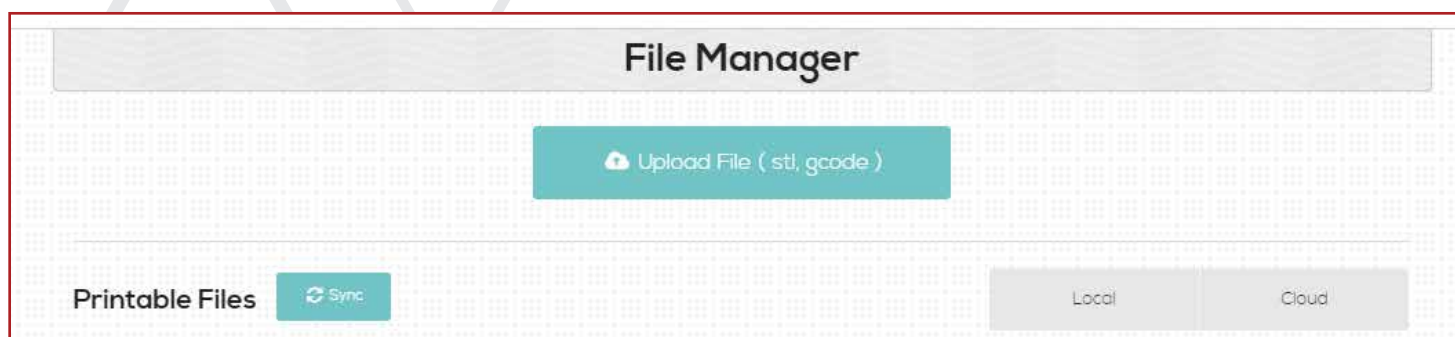 File Manager
Upload File ( stl, gcode )
Printable Files
Sync
Local
Cloud